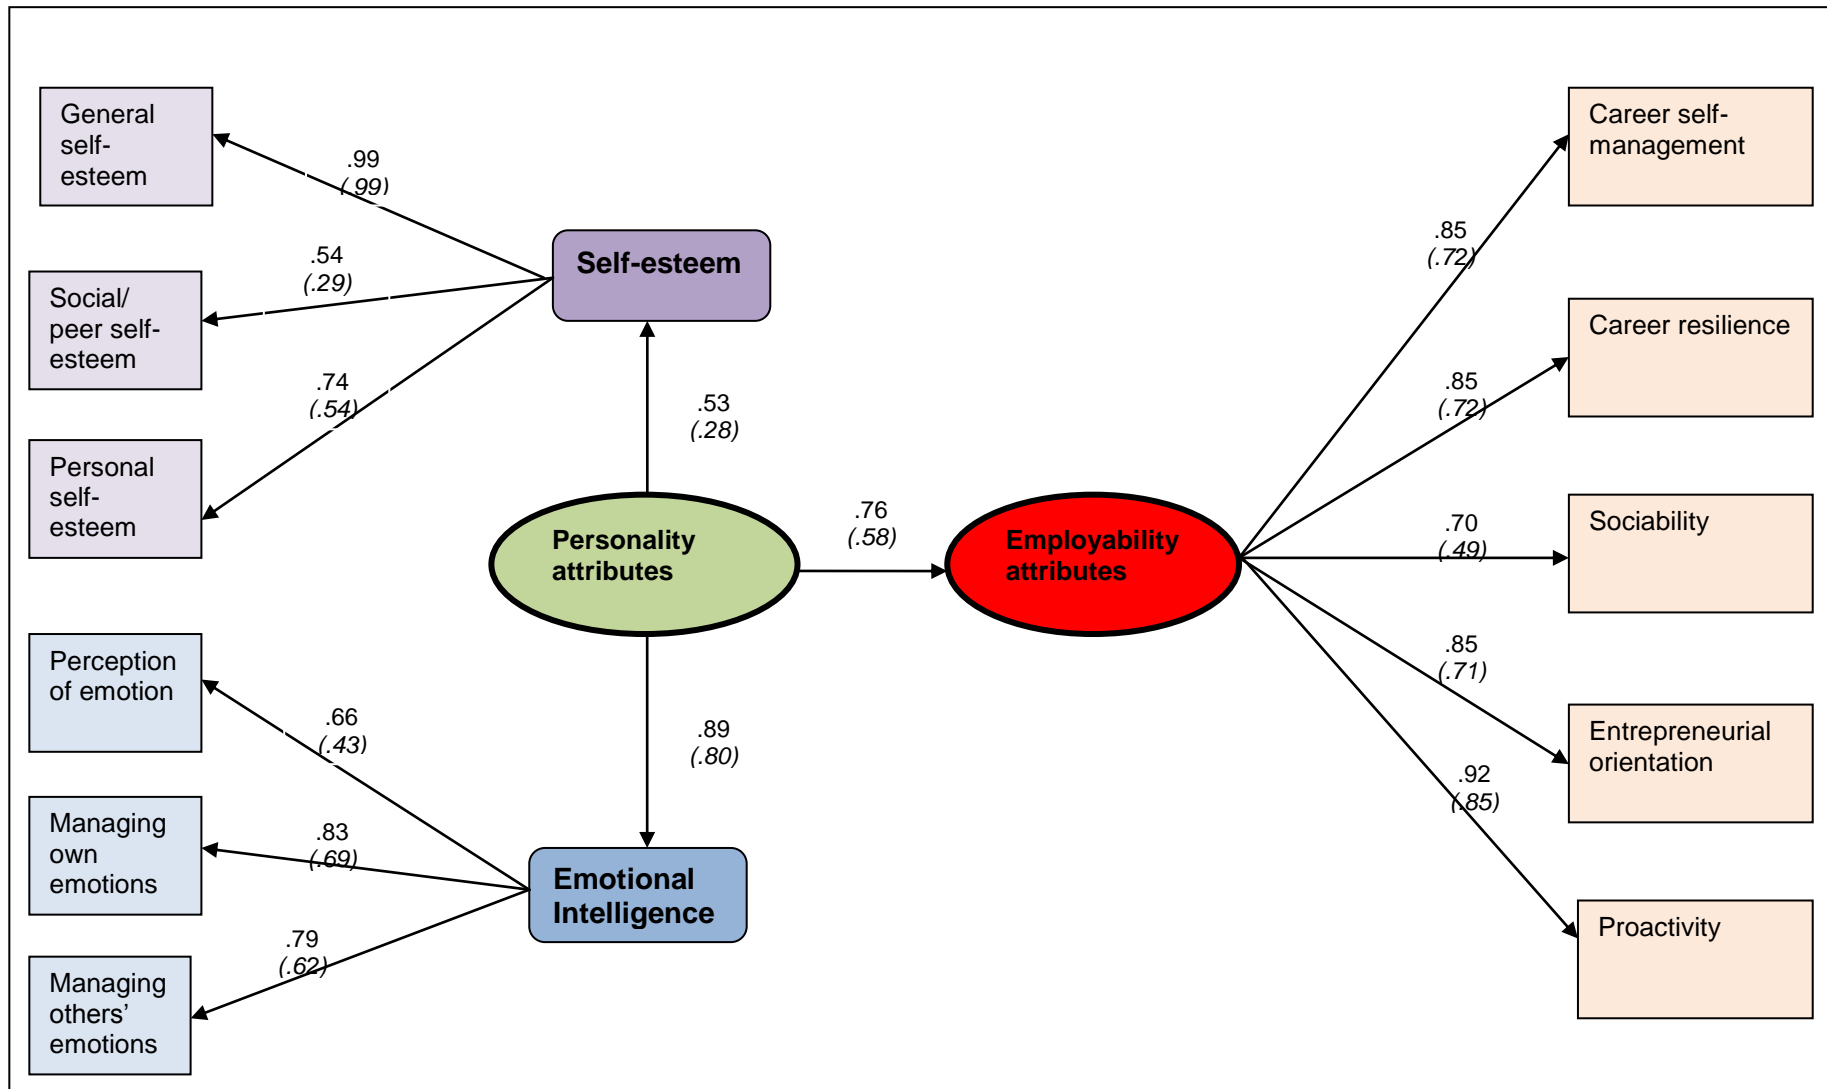 General
self-
esteem
.99
(.99)
Social/
peer self-
esteem
.54
(.29)
Personal
self-
esteem
.74
(.54)
Self-esteem
.53
(.28)
Personality
attributes
.76
(.58)
Employability
attributes
Perception
of emotion
.66
(.43)
Managing
own
emotions
.83
(.69)
Managing
others’
emotions
.79
(.62)
.89
(.80)
Emotional
Intelligence
.85
(.72)
Career self-
management
.85
(.72)
Career resilience
.70
(.49)
Sociability
.85
(.71)
Entrepreneurial
orientation
.92
(.85)
Proactivity